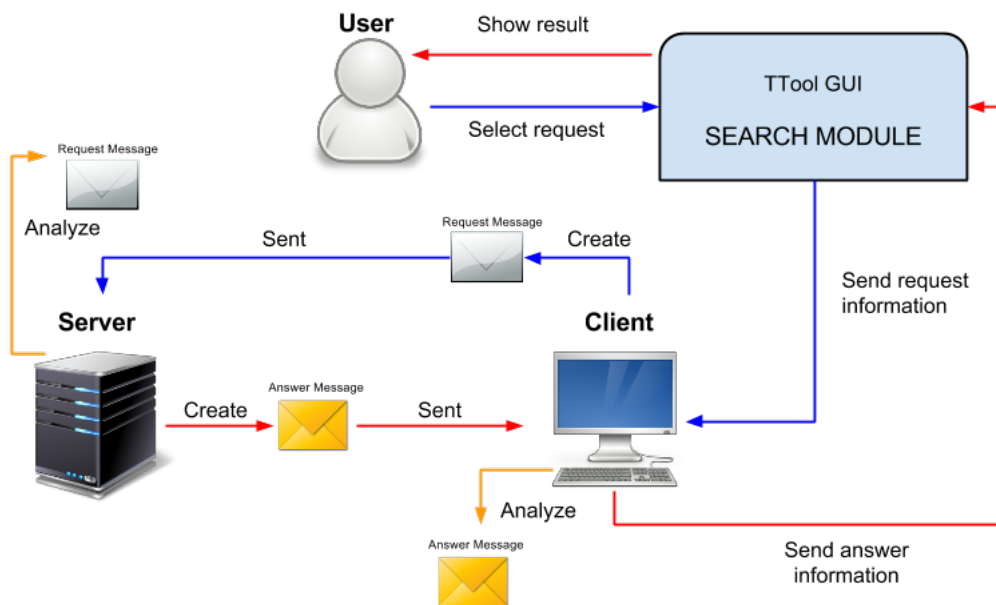 User
Show result
TTool GUI
SEARCH MODULE
Select request
Request Message
Analyze
Request Message
Sent
Create
Send request
information
Server
Client
Answer Message
Create
Sent
Analyze
Answer Message
Send answer
information